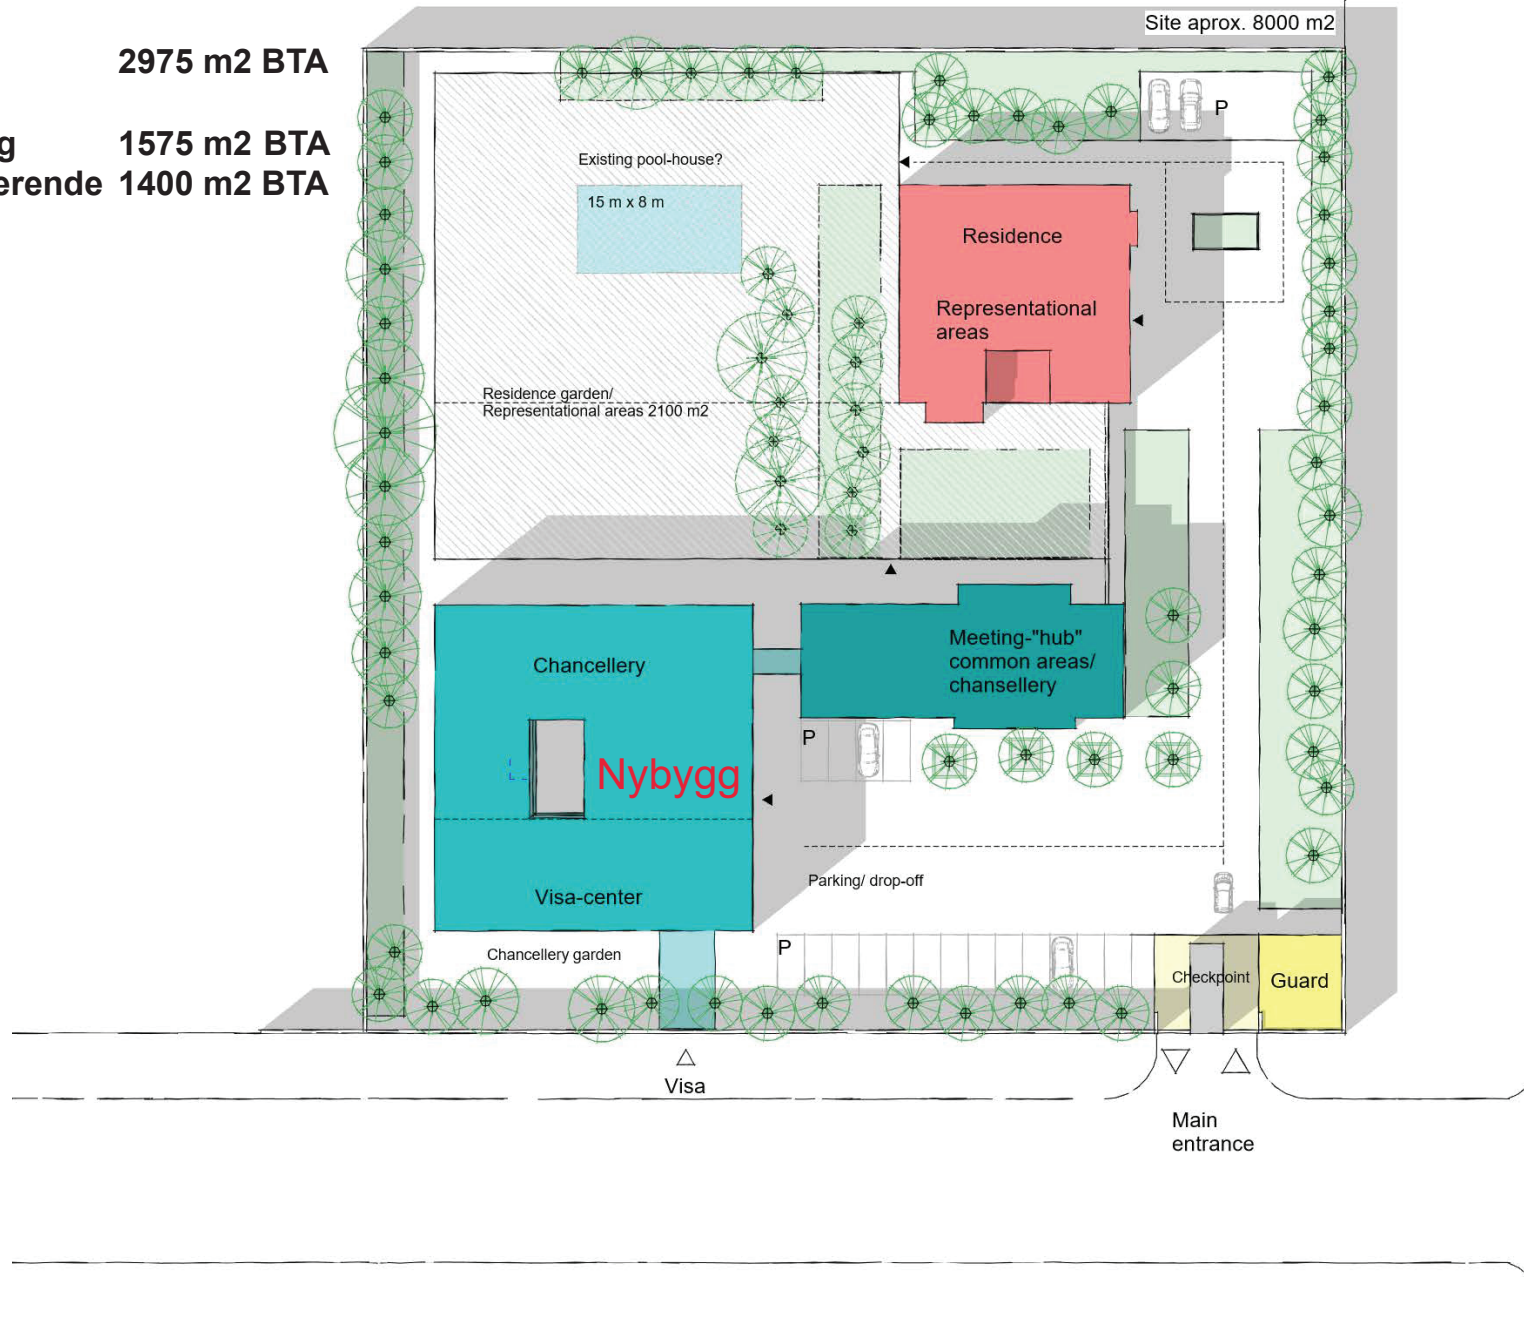 Site aprox. 8000 m2
2975 m2 BTA
g 1575 m2 BTA
erende 1400 m2 BTA
P
Existing pool-house?
15 m x 8 m
Residence
Representational
areas
Residence garden/
Representational areas 2100 m2
Meeting-"hub"
common areas/
chansellery
Chancellery
P
Nybygg
Parking/ drop-off
Visa-center
P
Chancellery garden
Checkpoint
Guard
Visa
Main
entrance